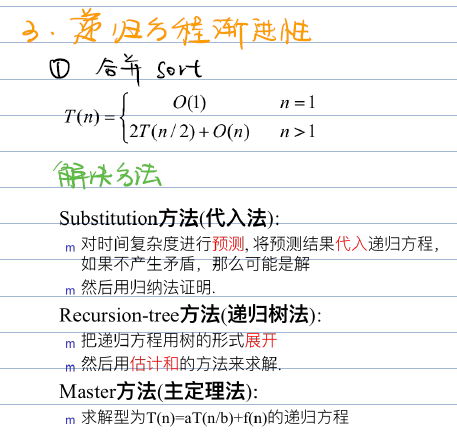 3. 递归方程渐进性
① 合并 Sort
T(n) = { O(1) n = 1
2T(n / 2) + O(n) n > 1
解决方法
Substitution方法(代入法):
m 对时间复杂度进行预测, 将预测结果代入递归方程,
如果不产生矛盾，那么可能是解
m 然后用归纳法证明.
Recursion-tree方法(递归树法):
m 把递归方程用树的形式展开
m 然后用估计和的方法来求解.
Master方法(主定理法):
m 求解型为T(n)=aT(n/b)+f(n)的递归方程